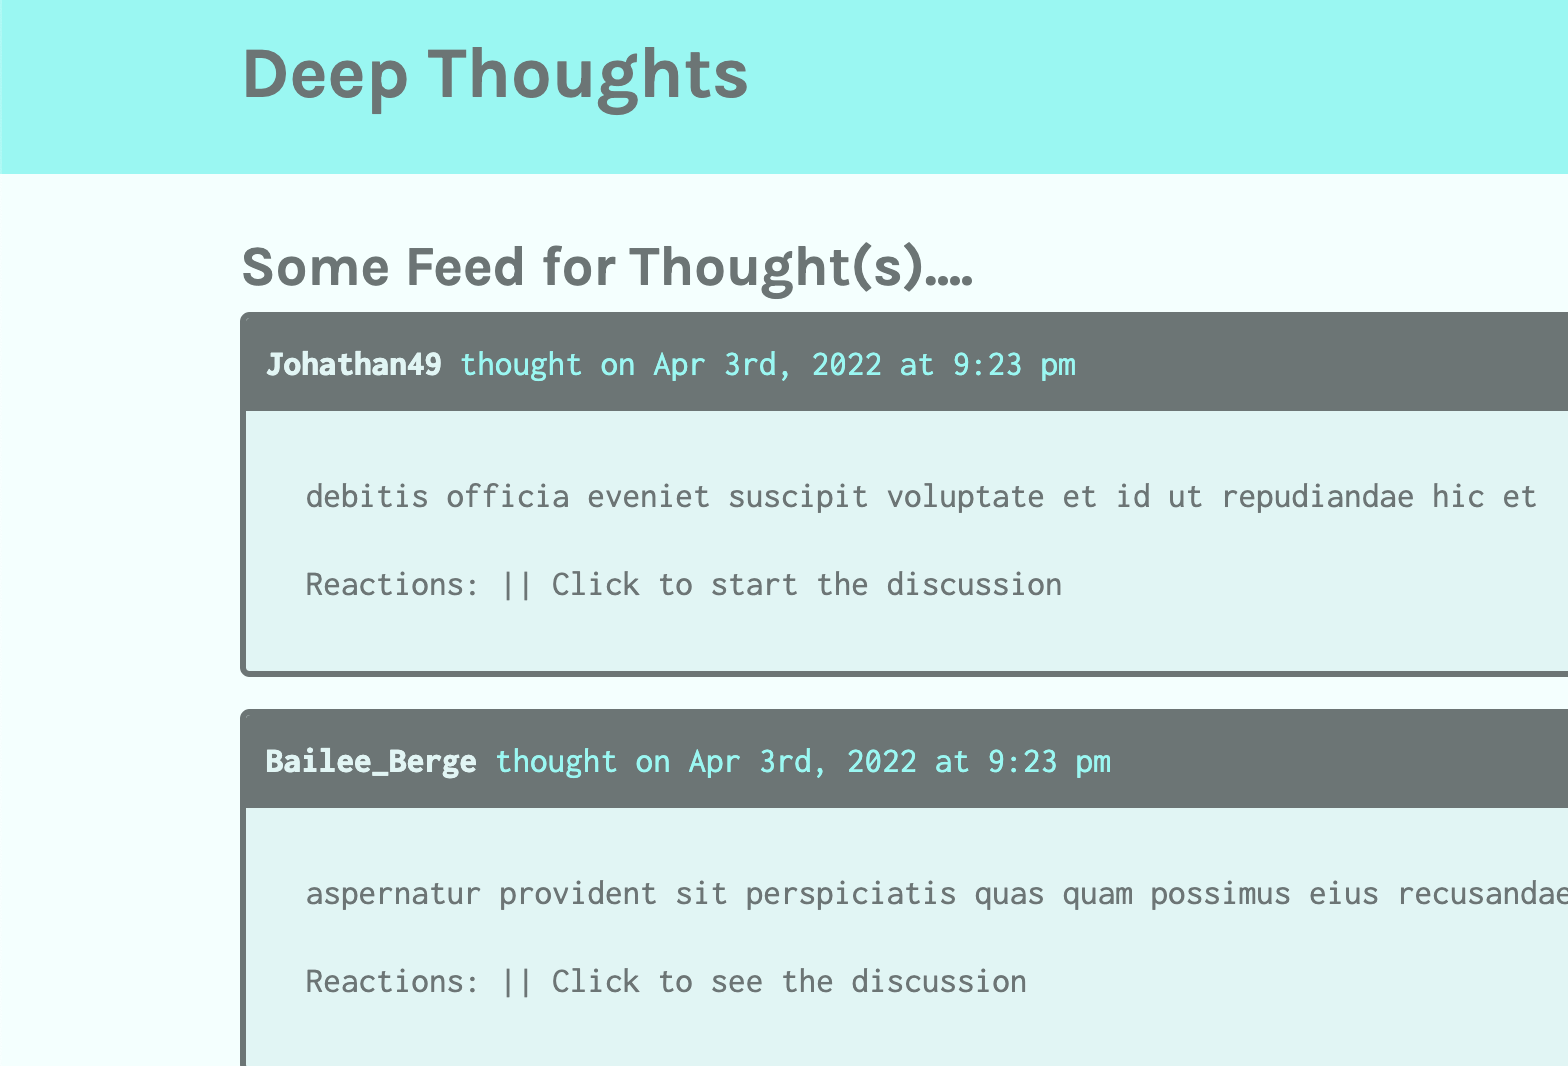 Deep Thoughts
Some Feed for Thought(s)....
Johathan49 thought on Apr 3rd, 2022 at 9:23 pm
debitis officia eveniet suscipit voluptate et id ut repudiandae hic et
Reactions: || Click to start the discussion
Bailee_Berge thought on Apr 3rd, 2022 at 9:23 pm
aspernatur provident sit perspiciatis quas quam possimus eius recusandae
Reactions: || Click to see the discussion